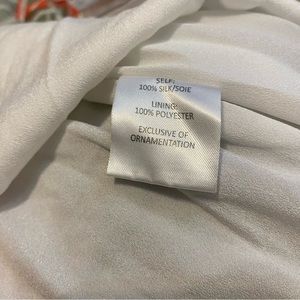 SELF:
100% SILK/SOIE
LINING:
100% POLYESTER
EXCLUSIVE OF
ORNAMENTATION